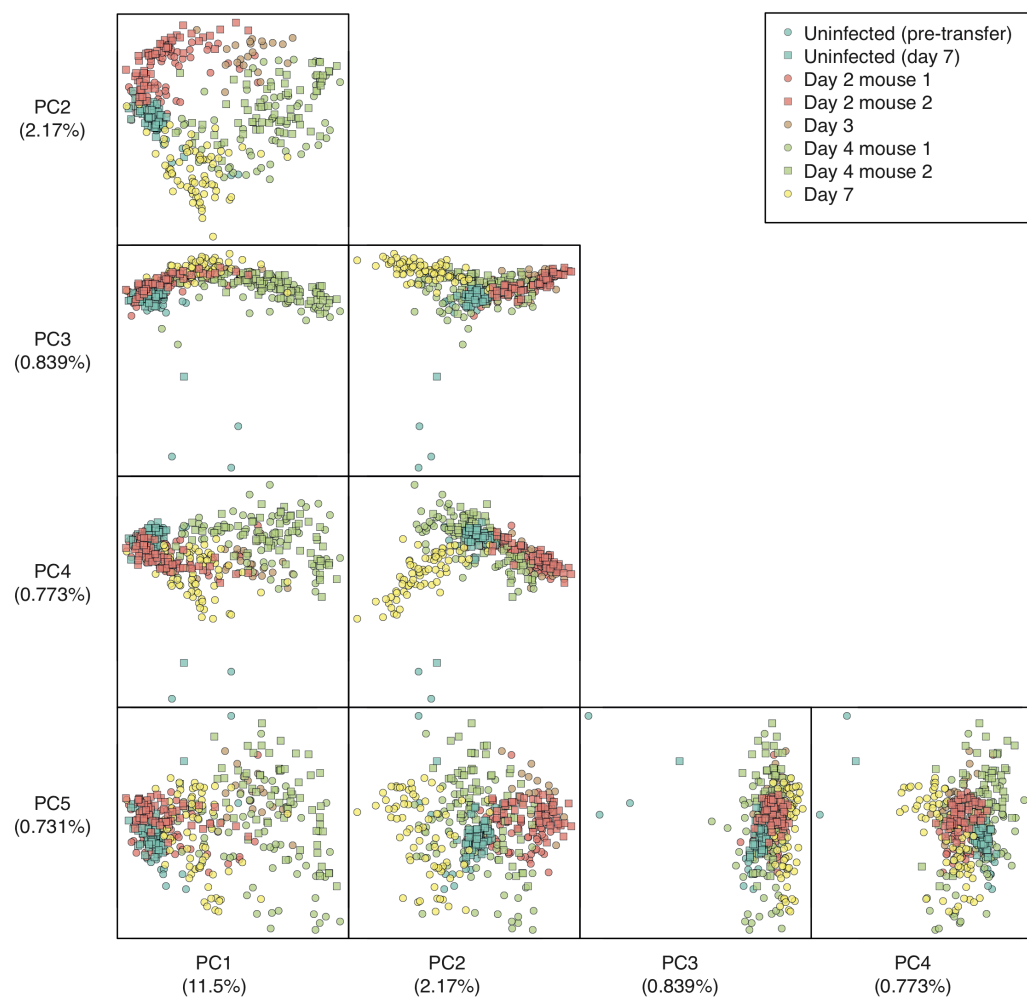 Uninfected (pre-transfer)
Uninfected (day 7)
Day 2 mouse 1
Day 2 mouse 2
Day 3
Day 4 mouse 1
Day 4 mouse 2
Day 7
PC2
(2.17%)
PC3
(0.839%)
PC4
(0.773%)
PC5
(0.731%)
PC1
(11.5%)
PC2
(2.17%)
PC3
(0.839%)
PC4
(0.773%)